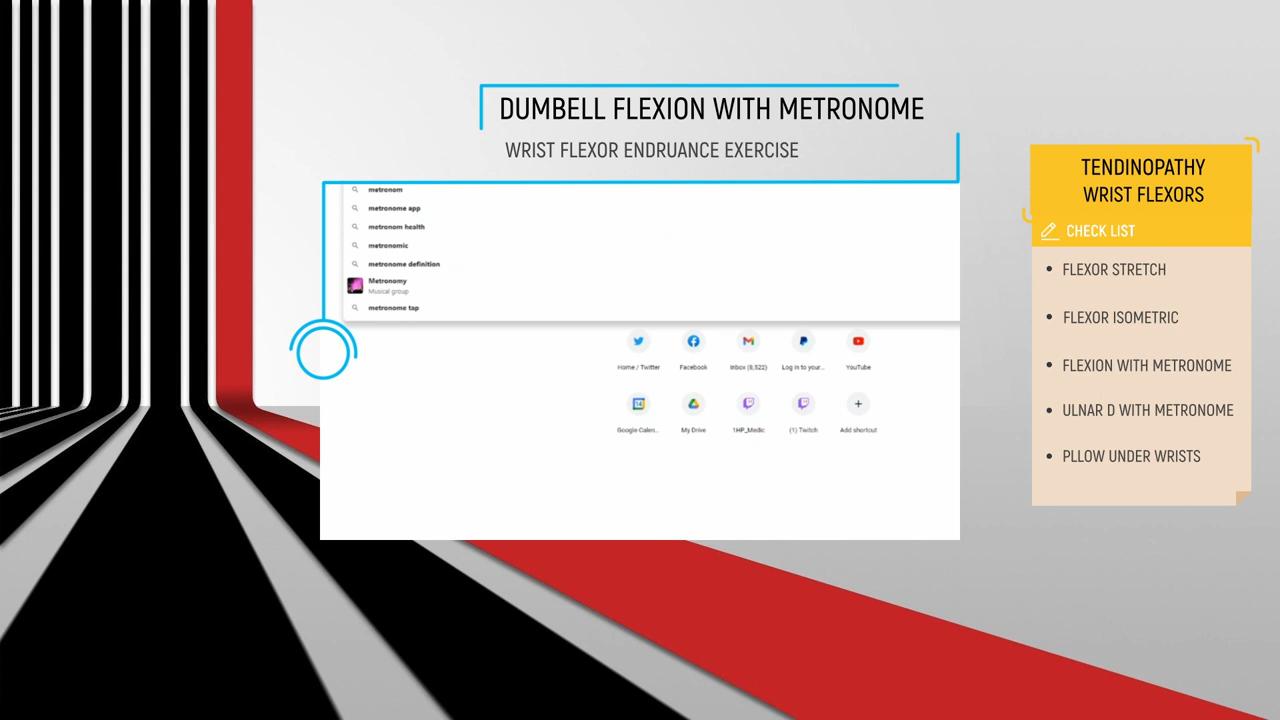 DUMBELL FLEXION WITH METRONOME
WRIST FLEXOR ENDRUANCE EXERCISE
metronom
metronome app
metronom health
metronomic
metronome definition
Metronomy
Musical group
metronome tap
Home / Twitter
Facebook
Inbox (8,522)
Log in to your...
YouTube
14
Google Calen...
My Drive
1HP_Medic
(1) Twitch
Add shortcut
TENDINOPATHY
WRIST FLEXORS
CHECK LIST
• FLEXOR STRETCH
• FLEXOR ISOMETRIC
• FLEXION WITH METRONOME
• ULNAR D WITH METRONOME
• PLLOW UNDER WRISTS